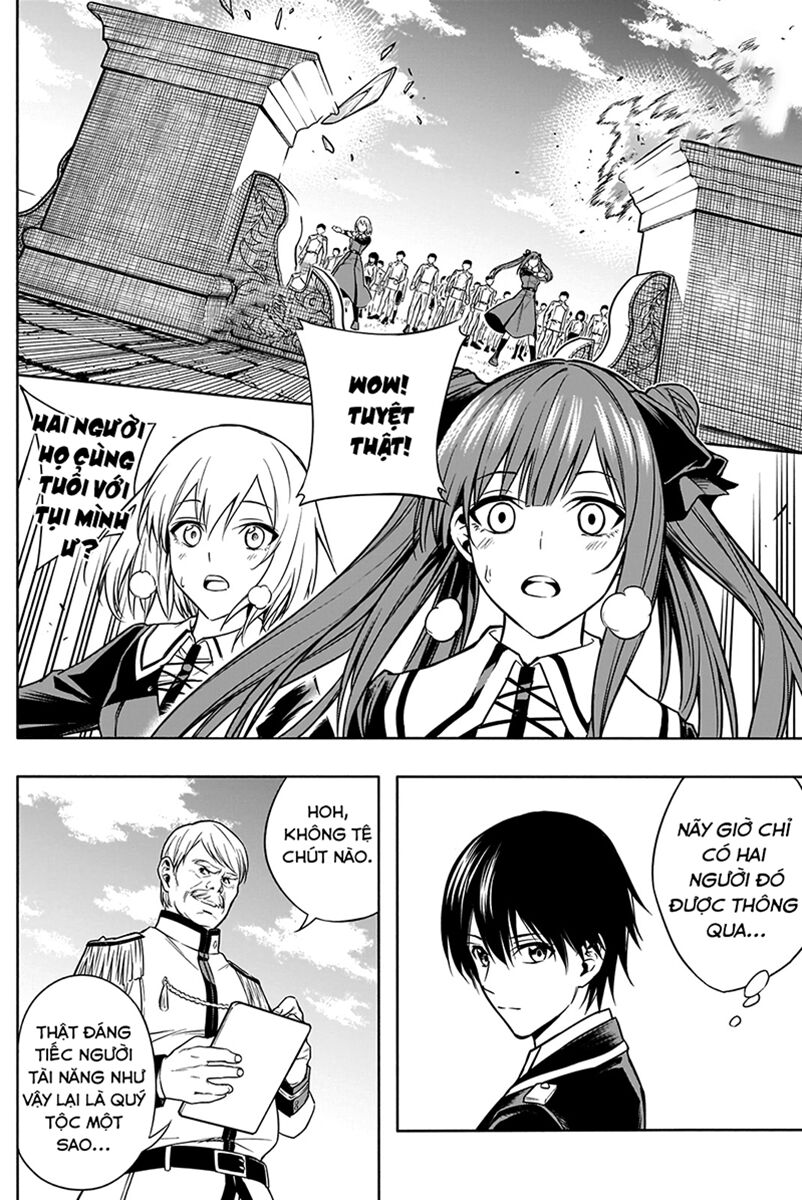 WOW!
TUYỆT
THẬT!
HAI NGƯỜI
HỌ CÙNG
TUỔI VỚI
TỤI MÌNH
Ư?
NÃY GIỜ CHỈ
CÓ HAI
NGƯỜI ĐÓ
ĐƯỢC THÔNG
QUA...
HOH,
KHÔNG TỆ
CHÚT NÀO.
THẬT ĐÁNG
TIẾC NGƯỜI
TÀI NĂNG NHƯ
VẬY LẠI LÀ QUÝ
TỘC MỘT
SAO...